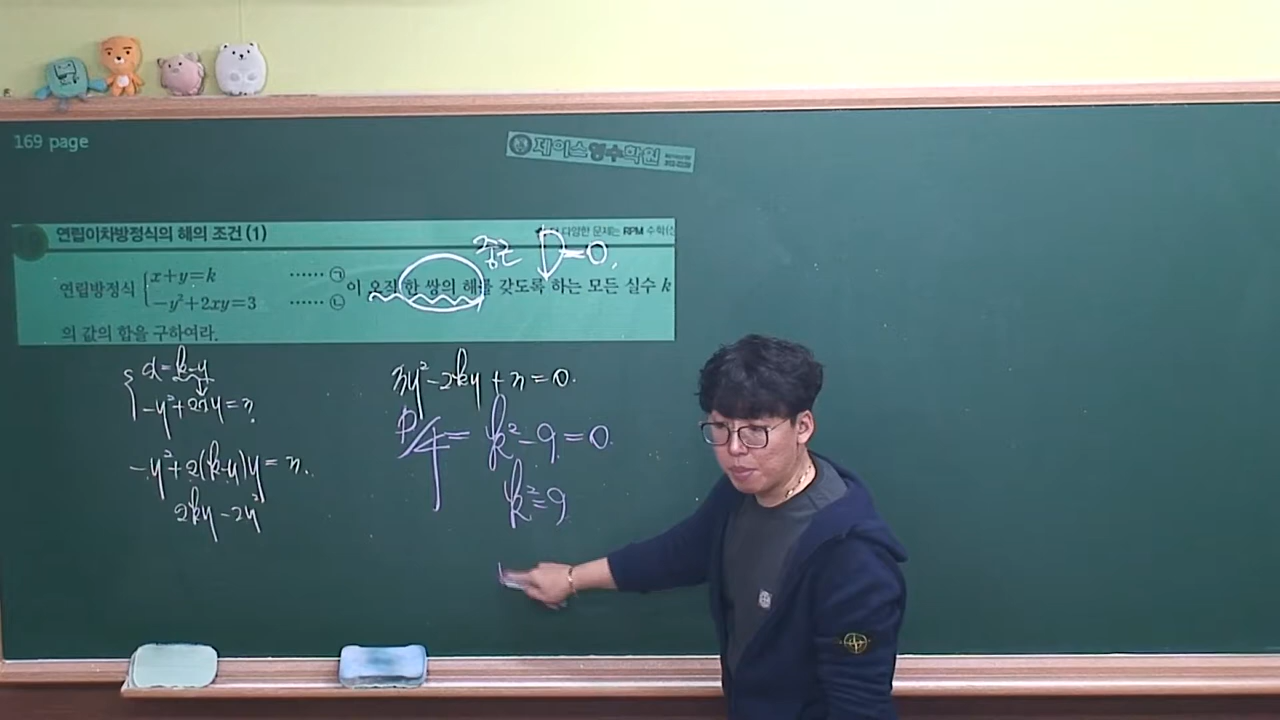 169 page
제이스영수학원
연립이차방정식의 해의 조건 (1)
다양한 문제는 RPM 수학(상
중근 D=0,
연립방정식 { x+y=k …… ㉠
-y²+2xy=3 …… ㉡
이 오직 한 쌍의 해를 갖도록 하는 모든 실수 k
의 값의 합을 구하여라.
x=k-y
-y²+2xy=3
-y²+2(k-y)y=3.
2ky-2y²
3y²-2ky+3=0.
D/4=k²-9=0.
k²=9